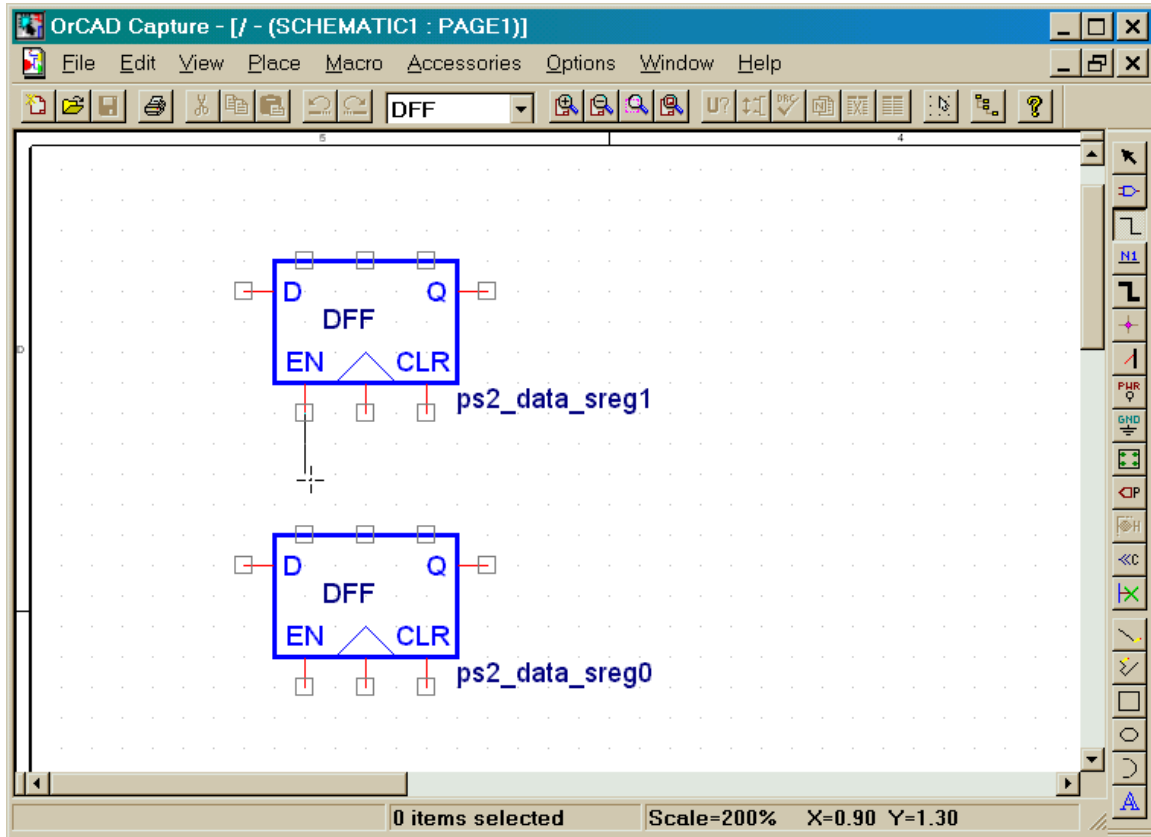 OrCAD Capture - [/ - (SCHEMATIC1 : PAGE1)]
File Edit View Place Macro Accessories Options Window Help
DFF U? DRC
5 4
N1
D Q
DFF
EN CLR
D
ps2_data_sreg1
PWR
GND
P
H
D Q
C
DFF
EN CLR
ps2_data_sreg0
A
0 items selected Scale=200% X=0.90 Y=1.30